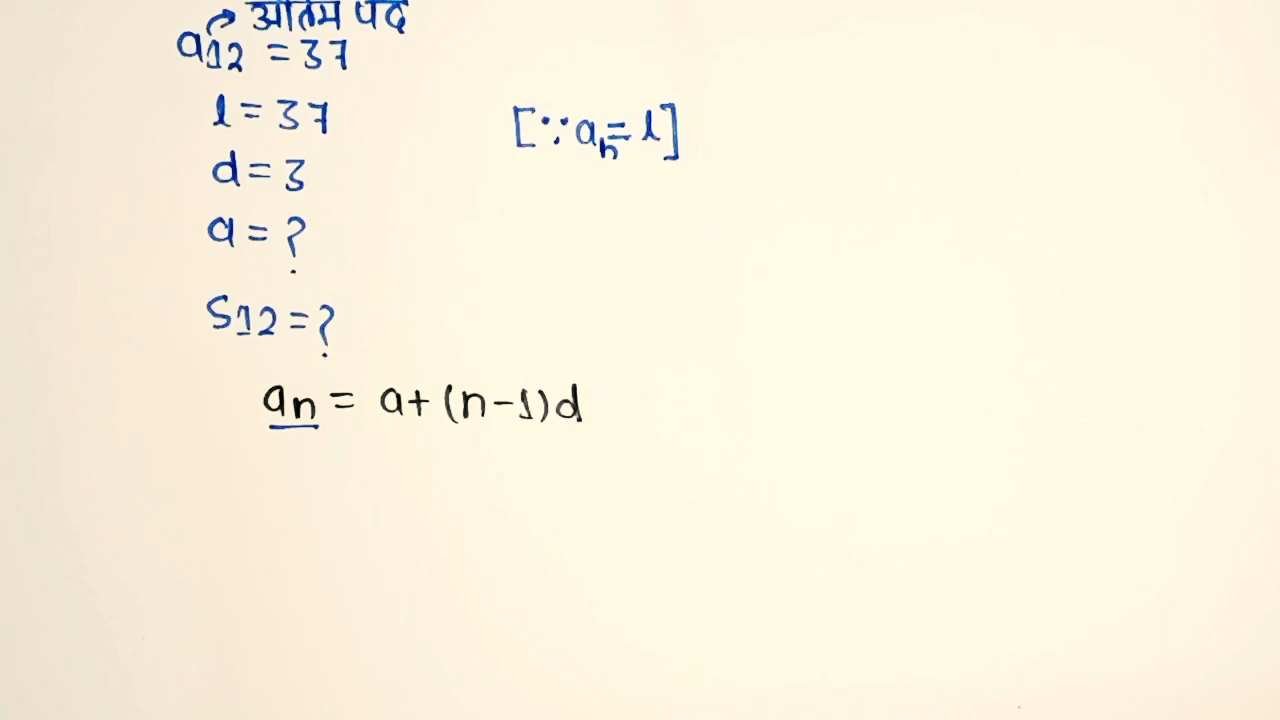 अंतिम पद
a₁₂ = 37
l = 37 [∵ aₙ = l]
d = 3
a = ?
S₁₂ = ?
aₙ = a + (n - 1)d